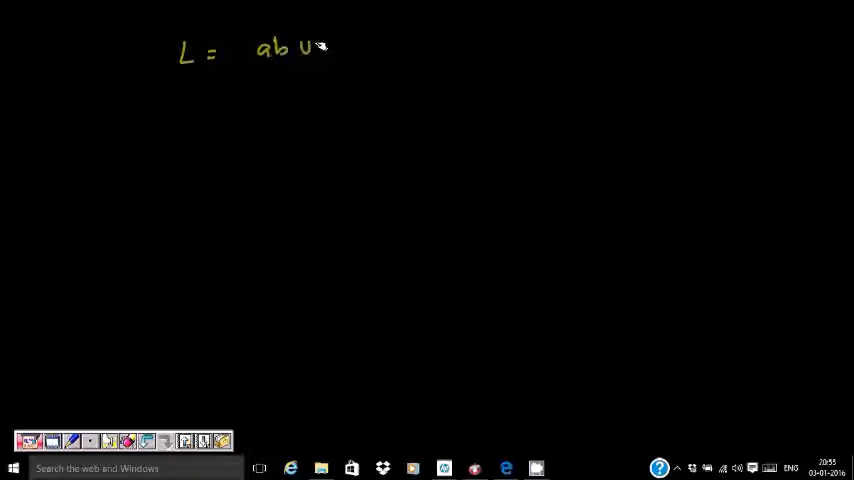 L = ab U
Search the web and Windows
ENG
20:55
03-01-2016